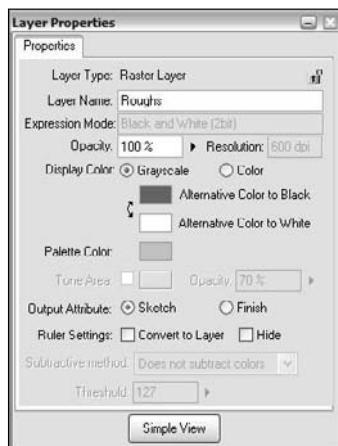 Layer Properties
Properties
Layer Type: Raster Layer
Layer Name: Roughs
Expression Mode: Black and White (2bit)
Opacity: 100 % Resolution: 600 dpi
Display Color: Grayscale Color
Alternative Color to Black
Alternative Color to White
Palette Color:
Tone Area: Opacity: 70 %
Output Attribute: Sketch Finish
Ruler Settings: Convert to Layer Hide
Subtractive method: Does not subtract colors
Threshold: 127
Simple View